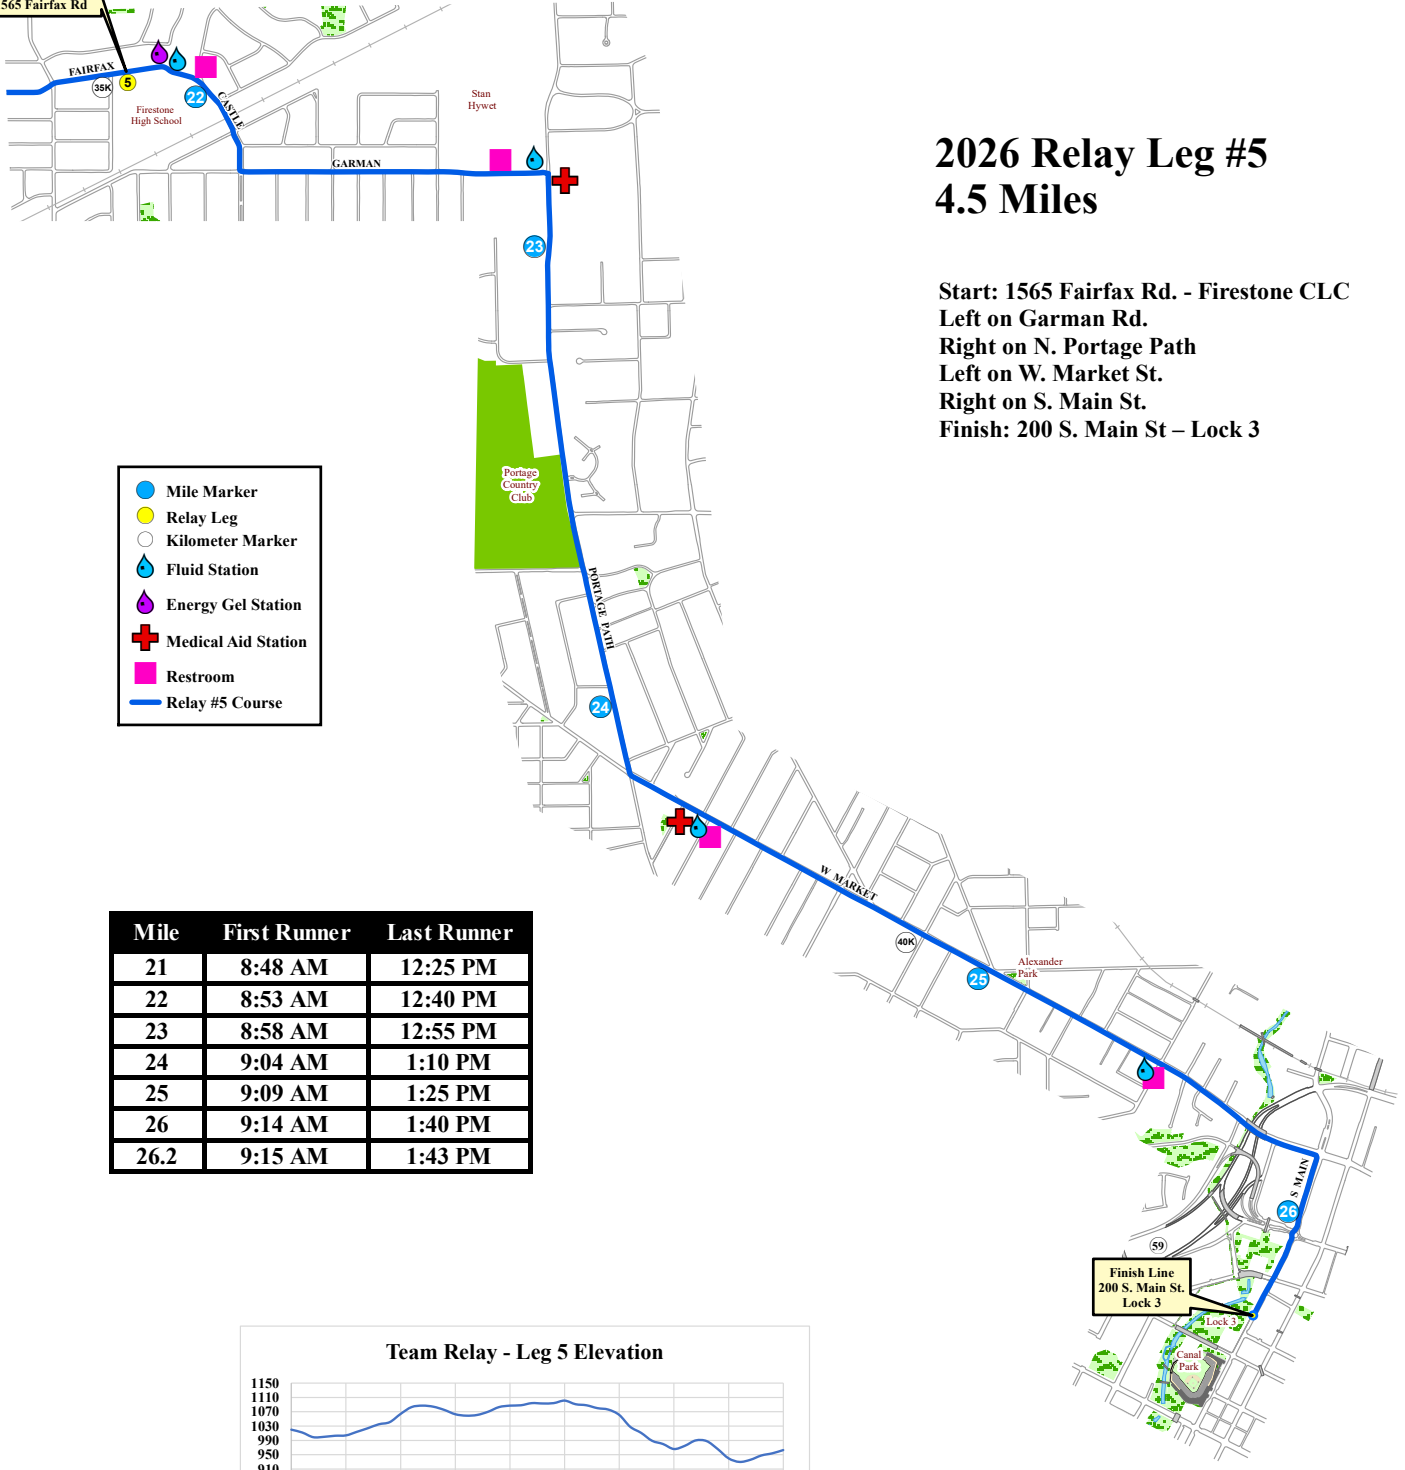 565 Fairfax Rd
FAIRFAX
35K
5
22
CASTLE
Firestone
High School
GARMAN
Stan
Hywet
23
2026 Relay Leg #5
4.5 Miles
Start: 1565 Fairfax Rd. - Firestone CLC
Left on Garman Rd.
Right on N. Portage Path
Left on W. Market St.
Right on S. Main St.
Finish: 200 S. Main St – Lock 3
Portage
Country
Club
PORTAGE PATH
24
Mile Marker
Relay Leg
Kilometer Marker
Fluid Station
Energy Gel Station
Medical Aid Station
Restroom
Relay #5 Course
W MARKET
40K
25
Alexander
Park
Mile First Runner Last Runner
21 8:48 AM 12:25 PM
22 8:53 AM 12:40 PM
23 8:58 AM 12:55 PM
24 9:04 AM 1:10 PM
25 9:09 AM 1:25 PM
26 9:14 AM 1:40 PM
26.2 9:15 AM 1:43 PM
S MAIN
26
59
Finish Line
200 S. Main St.
Lock 3
Lock 3
Canal
Park
Team Relay - Leg 5 Elevation
1150
1110
1070
1030
990
950
910